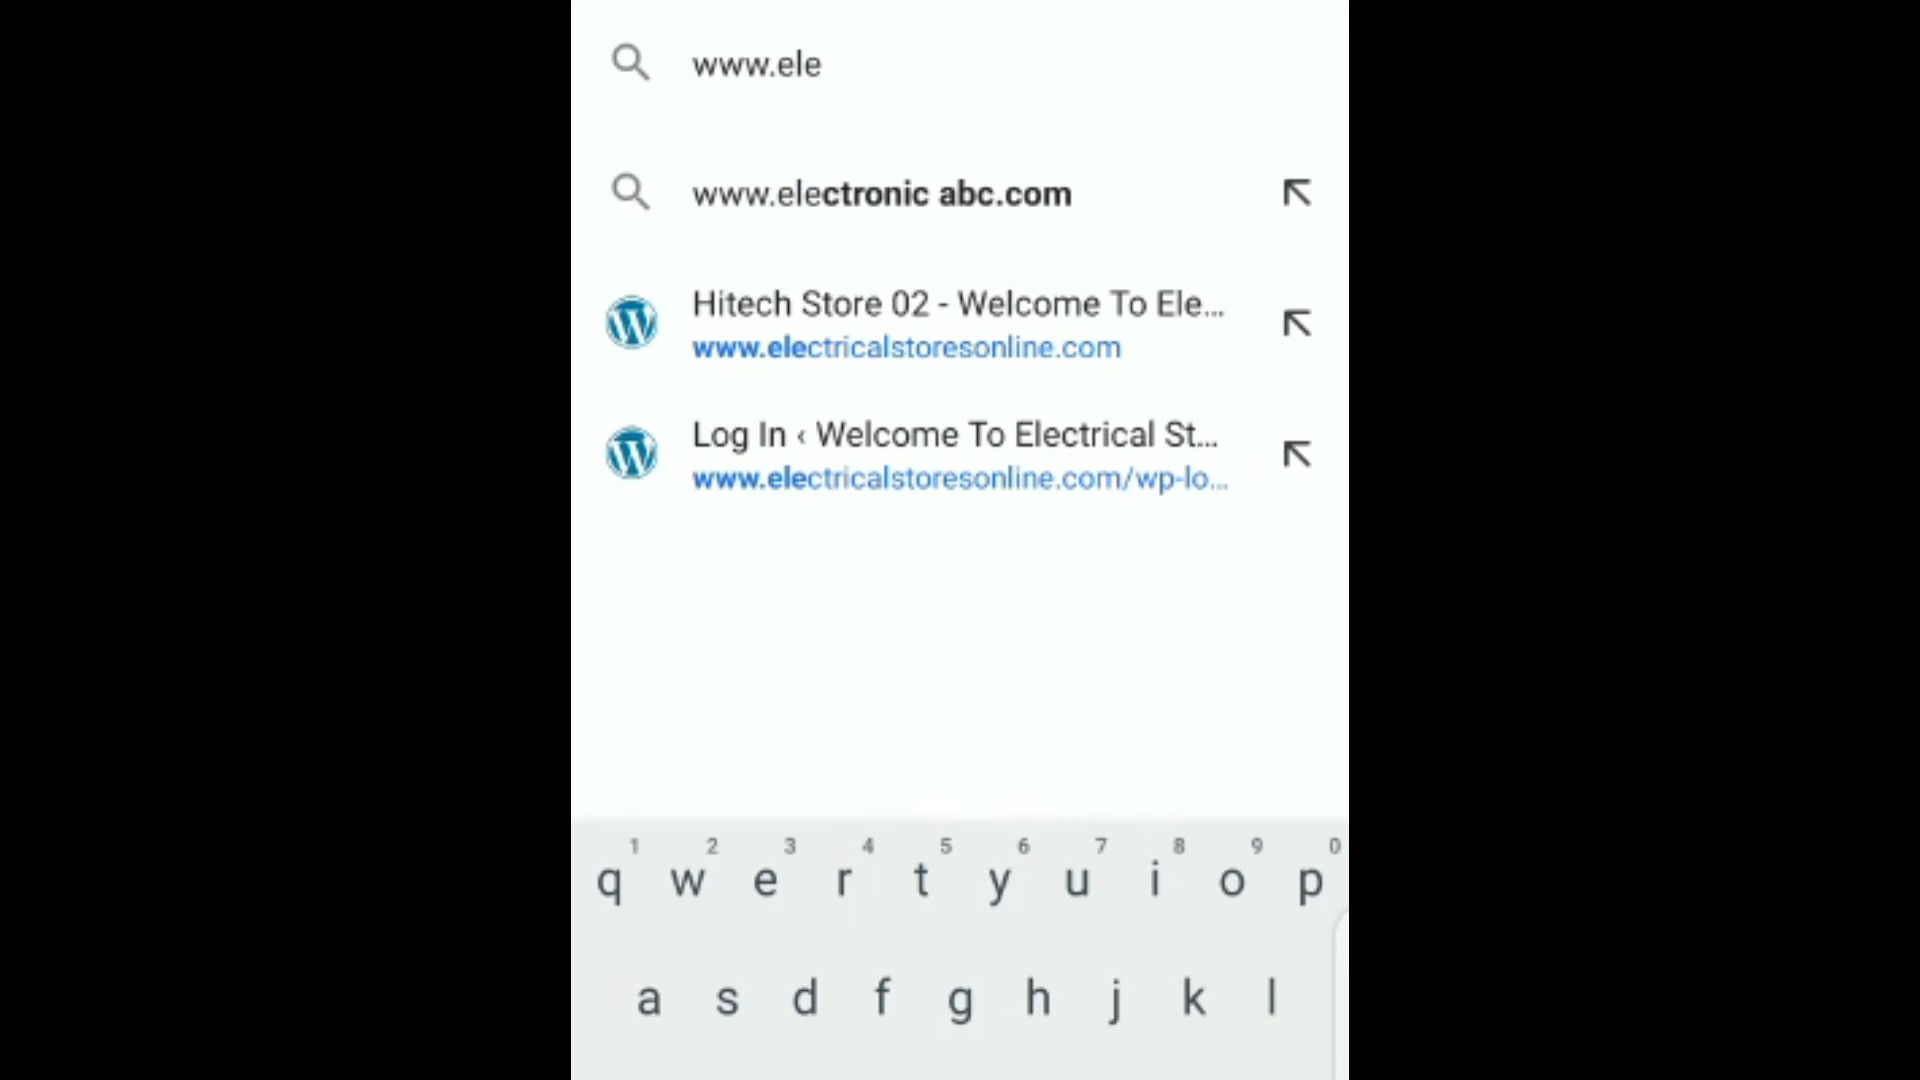 www.ele
www.electronic abc.com
Hitech Store 02 - Welcome To Ele...
www.electricalstoresonline.com
Log In ‹ Welcome To Electrical St...
www.electricalstoresonline.com/wp-lo...
1 2 3 4 5 6 7 8 9 0
q w e r t y u i o p
a s d f g h j k l